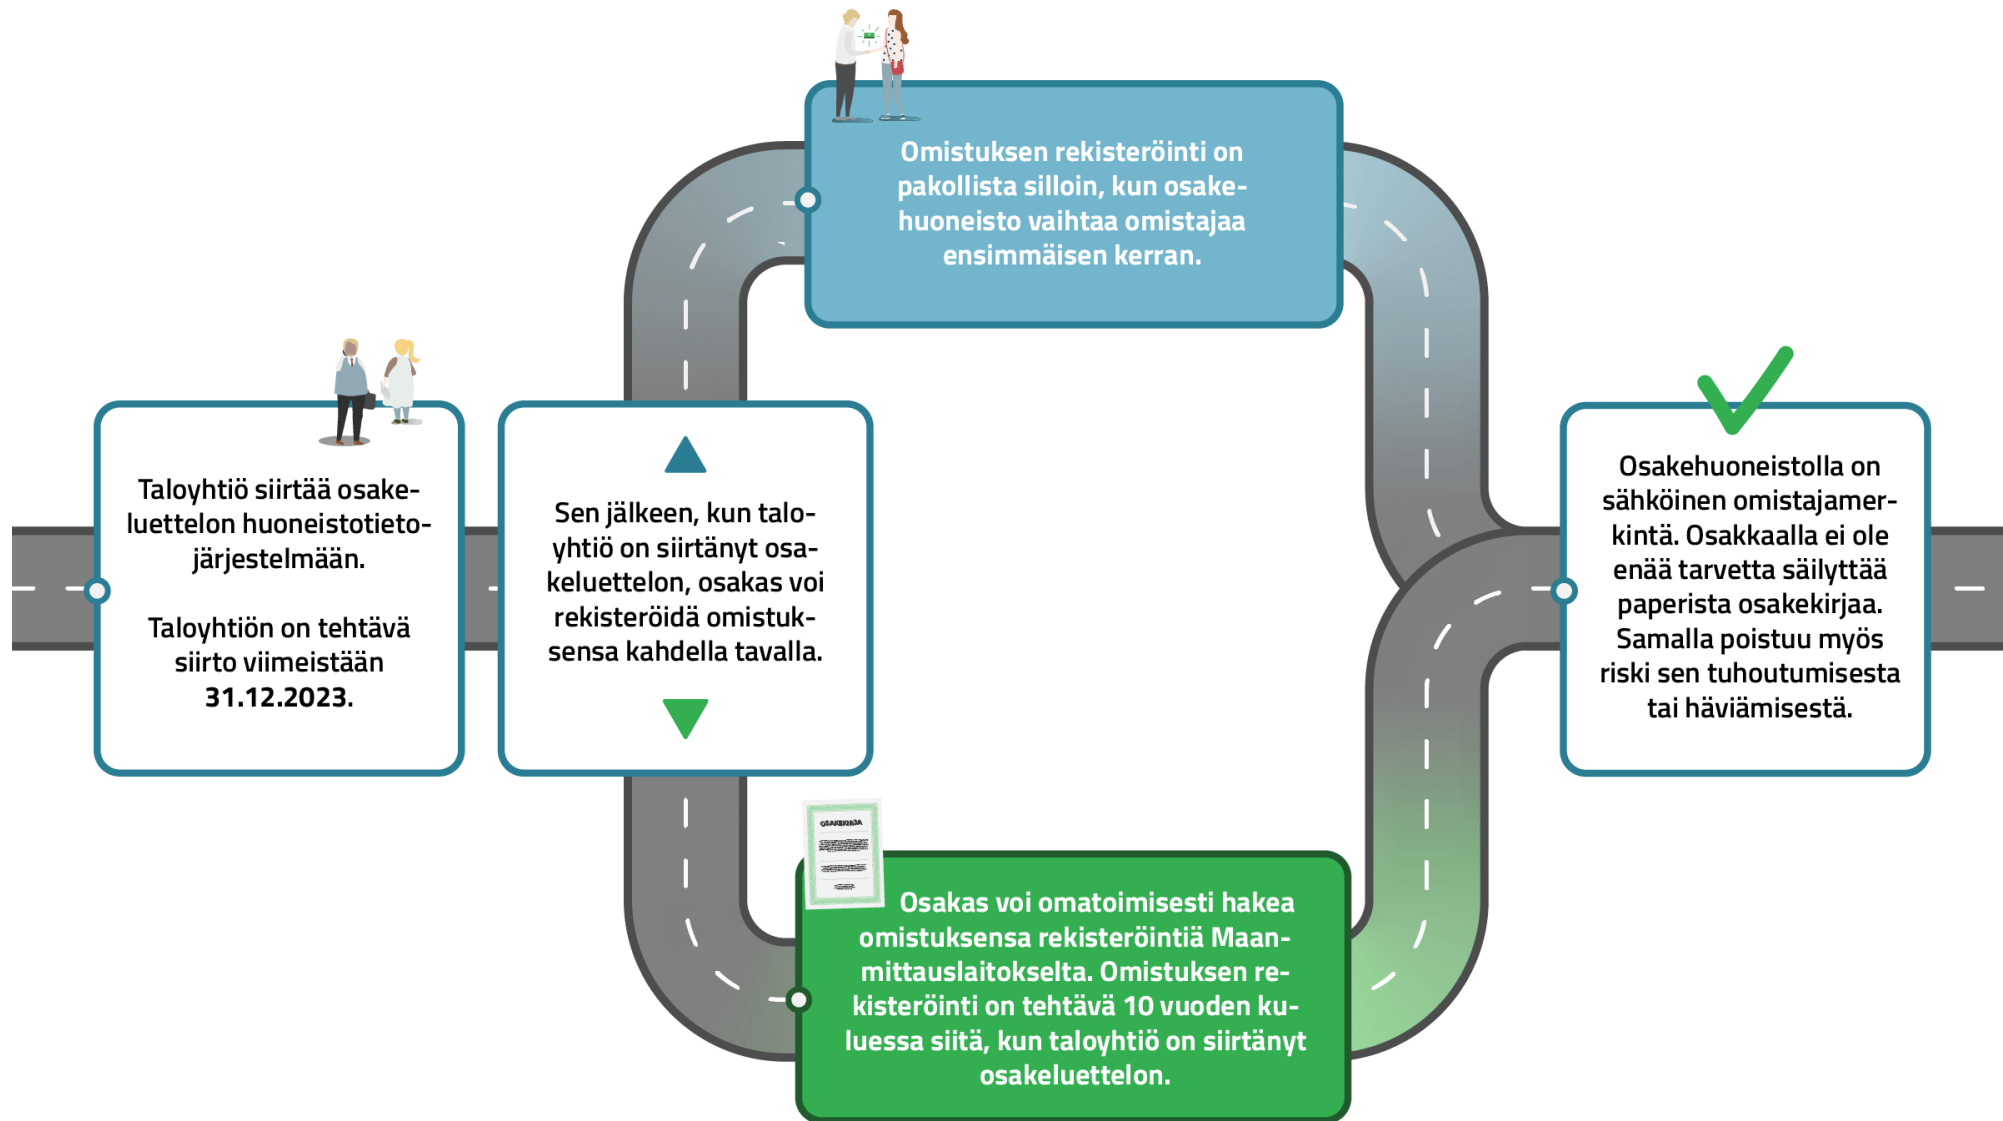 Taloyhtiö siirtää osake-
luettelon huoneistotieto-
järjestelmään.
Taloyhtiön on tehtävä
siirto viimeistään
31.12.2023.
Sen jälkeen, kun talo-
yhtiö on siirtänyt osa-
keluettelon, osakas voi
rekisteröidä omistuk-
sensa kahdella tavalla.
Omistuksen rekisteröinti on
pakollista silloin, kun osake-
huoneisto vaihtaa omistajaa
ensimmäisen kerran.
OSAKEKIRJA
Osakas voi omatoimisesti hakea
omistuksensa rekisteröintiä Maan-
mittauslaitokselta. Omistuksen re-
kisteröinti on tehtävä 10 vuoden ku-
luessa siitä, kun taloyhtiö on siirtänyt
osakeluettelon.
Osakehuoneistolla on
sähköinen omistajamer-
kintä. Osakkaalla ei ole
enää tarvetta säilyttää
paperista osakekirjaa.
Samalla poistuu myös
riski sen tuhoutumisesta
tai häviämisestä.